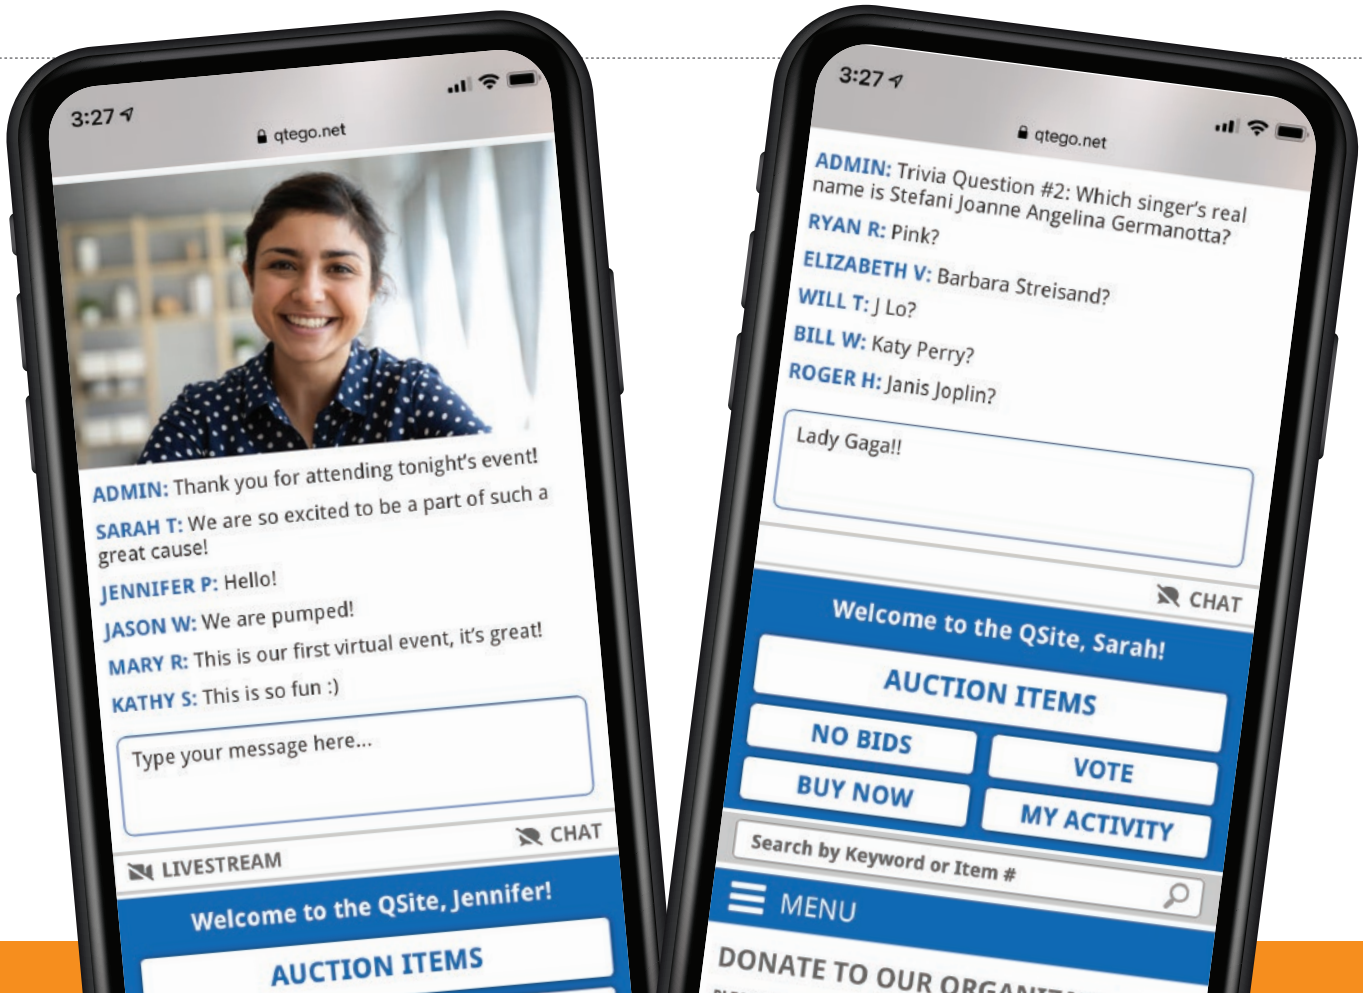 3:27
qtego.net
ADMIN: Thank you for attending tonight's event!
SARAH T: We are so excited to be a part of such a
great cause!
JENNIFER P: Hello!
JASON W: We are pumped!
MARY R: This is our first virtual event, it's great!
KATHY S: This is so fun :)
Type your message here...
CHAT
LIVESTREAM
Welcome to the QSite, Jennifer!
AUCTION ITEMS
3:27
qtego.net
ADMIN: Trivia Question #2: Which singer's real
name is Stefani Joanne Angelina Germanotta?
RYAN R: Pink?
ELIZABETH V: Barbara Streisand?
WILL T: J Lo?
BILL W: Katy Perry?
ROGER H: Janis Joplin?
Lady Gaga!!
CHAT
Welcome to the QSite, Sarah!
AUCTION ITEMS
NO BIDS
VOTE
BUY NOW
MY ACTIVITY
Search by Keyword or Item #
MENU
DONATE TO OUR